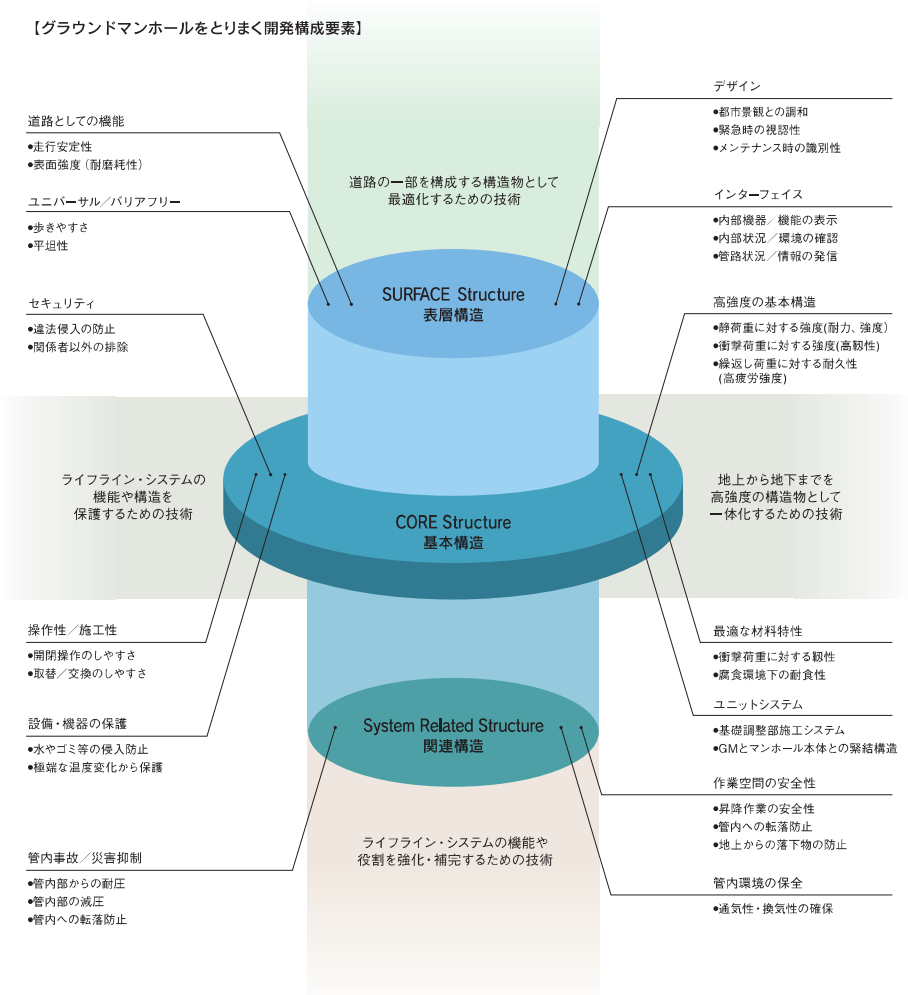 【グラウンドマンホールをとりまく開発構成要素】
道路としての機能
●走行安定性
●表面強度（耐磨耗性）
ユニバーサル／バリアフリー
●歩きやすさ
●平坦性
セキュリティ
●違法侵入の防止
●関係者以外の排除
道路の一部を構成する構造物として
最適化するための技術
デザイン
●都市景観との調和
●緊急時の視認性
●メンテナンス時の識別性
インターフェイス
●内部機器／機能の表示
●内部状況／環境の確認
●管路状況／情報の発信
高強度の基本構造
●静荷重に対する強度(耐力、強度)
●衝撃荷重に対する強度(高靱性)
●繰返し荷重に対する耐久性
(高疲労強度)
SURFACE Structure
表層構造
ライフライン・システムの
機能や構造を
保護するための技術
CORE Structure
基本構造
地上から地下までを
高強度の構造物として
一体化するための技術
操作性／施工性
●開閉操作のしやすさ
●取替／交換のしやすさ
設備・機器の保護
●水やゴミ等の侵入防止
●極端な温度変化から保護
管内事故／災害抑制
●管内部からの耐圧
●管内部の減圧
●管内への転落防止
System Related Structure
関連構造
ライフライン・システムの機能や
役割を強化・補完するための技術
最適な材料特性
●衝撃荷重に対する靱性
●腐食環境下の耐食性
ユニットシステム
●基礎調整部施工システム
●GMとマンホール本体との緊結構造
作業空間の安全性
●昇降作業の安全性
●管内への転落防止
●地上からの落下物の防止
管内環境の保全
●通気性・換気性の確保